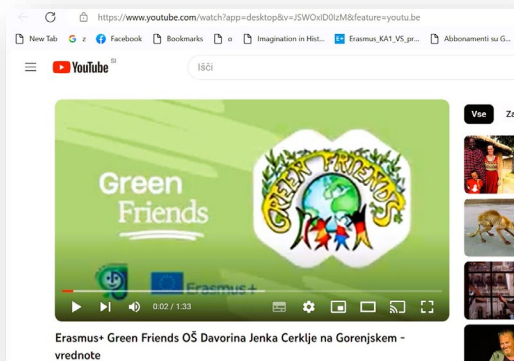 https://www.youtube.com/watch?app=desktop&v=JSWOxlD0IzM&feature=youtu.be
New Tab G z Facebook Bookmarks o Imagination in Hist... Erasmus_KA1_VS_pr... Abbonamenti su G...
YouTube SI
Išči
Vse
Green
Friends
GREEN FRIENDS
Erasmus+
0:02 / 1:33
Erasmus+ Green Friends OŠ Davorina Jenka Cerklje na Gorenjskem -
vrednote